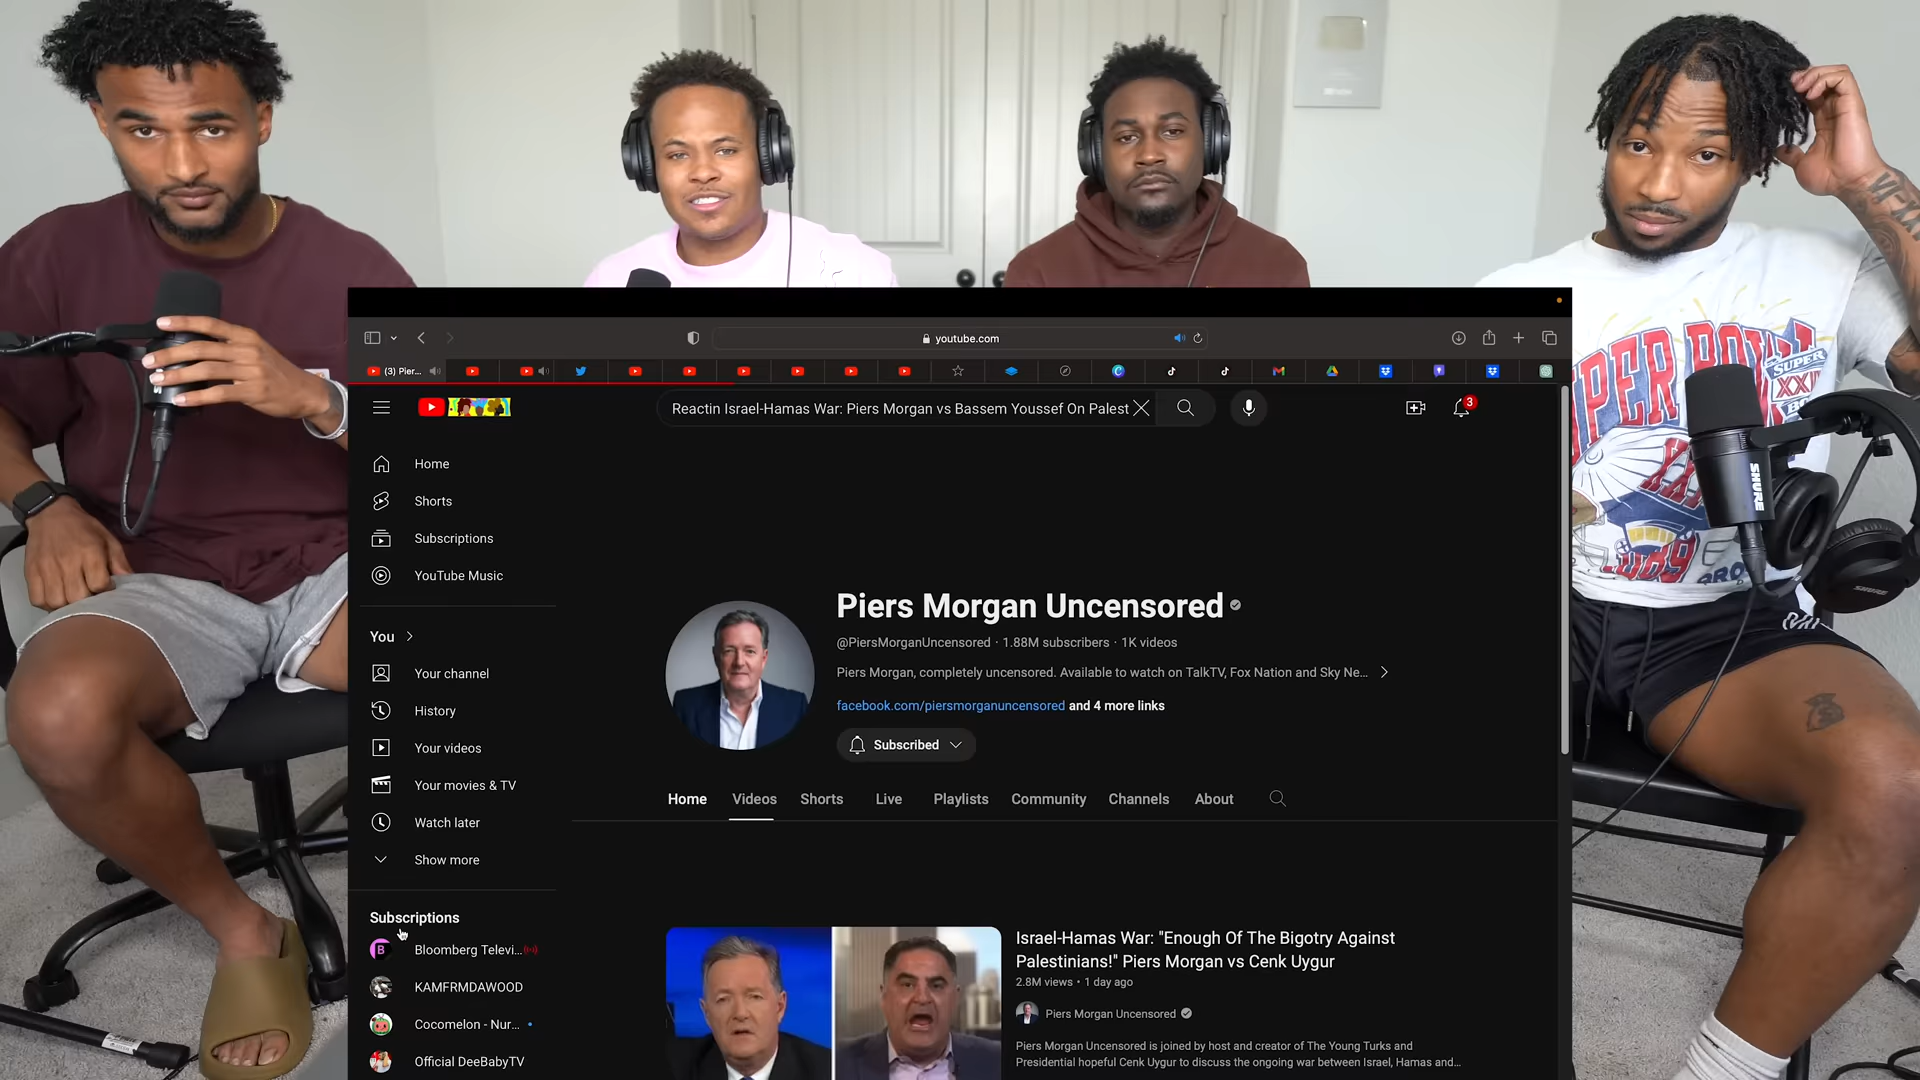 youtube.com
(3) Pier...
Reactin Israel-Hamas War: Piers Morgan vs Bassem Youssef On Palest
3
Home
Shorts
Subscriptions
YouTube Music
You
Your channel
History
Your videos
Your movies & TV
Watch later
Show more
Subscriptions
Bloomberg Televi...
KAMFRMDAWOOD
Cocomelon - Nur...
Official DeeBabyTV
Piers Morgan Uncensored
@PiersMorganUncensored · 1.88M subscribers · 1K videos
Piers Morgan, completely uncensored. Available to watch on TalkTV, Fox Nation and Sky Ne...
facebook.com/piersmorganuncensored and 4 more links
Subscribed
Home Videos Shorts Live Playlists Community Channels About
Israel-Hamas War: "Enough Of The Bigotry Against
Palestinians!" Piers Morgan vs Cenk Uygur
2.8M views · 1 day ago
Piers Morgan Uncensored
Piers Morgan Uncensored is joined by host and creator of The Young Turks and
Presidential hopeful Cenk Uygur to discuss the ongoing war between Israel, Hamas and...
SUPER
XX
1989
SHURE
SHURE